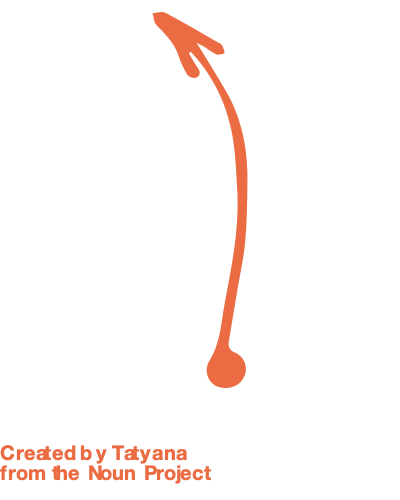 Created by Tatyana
from the Noun Project